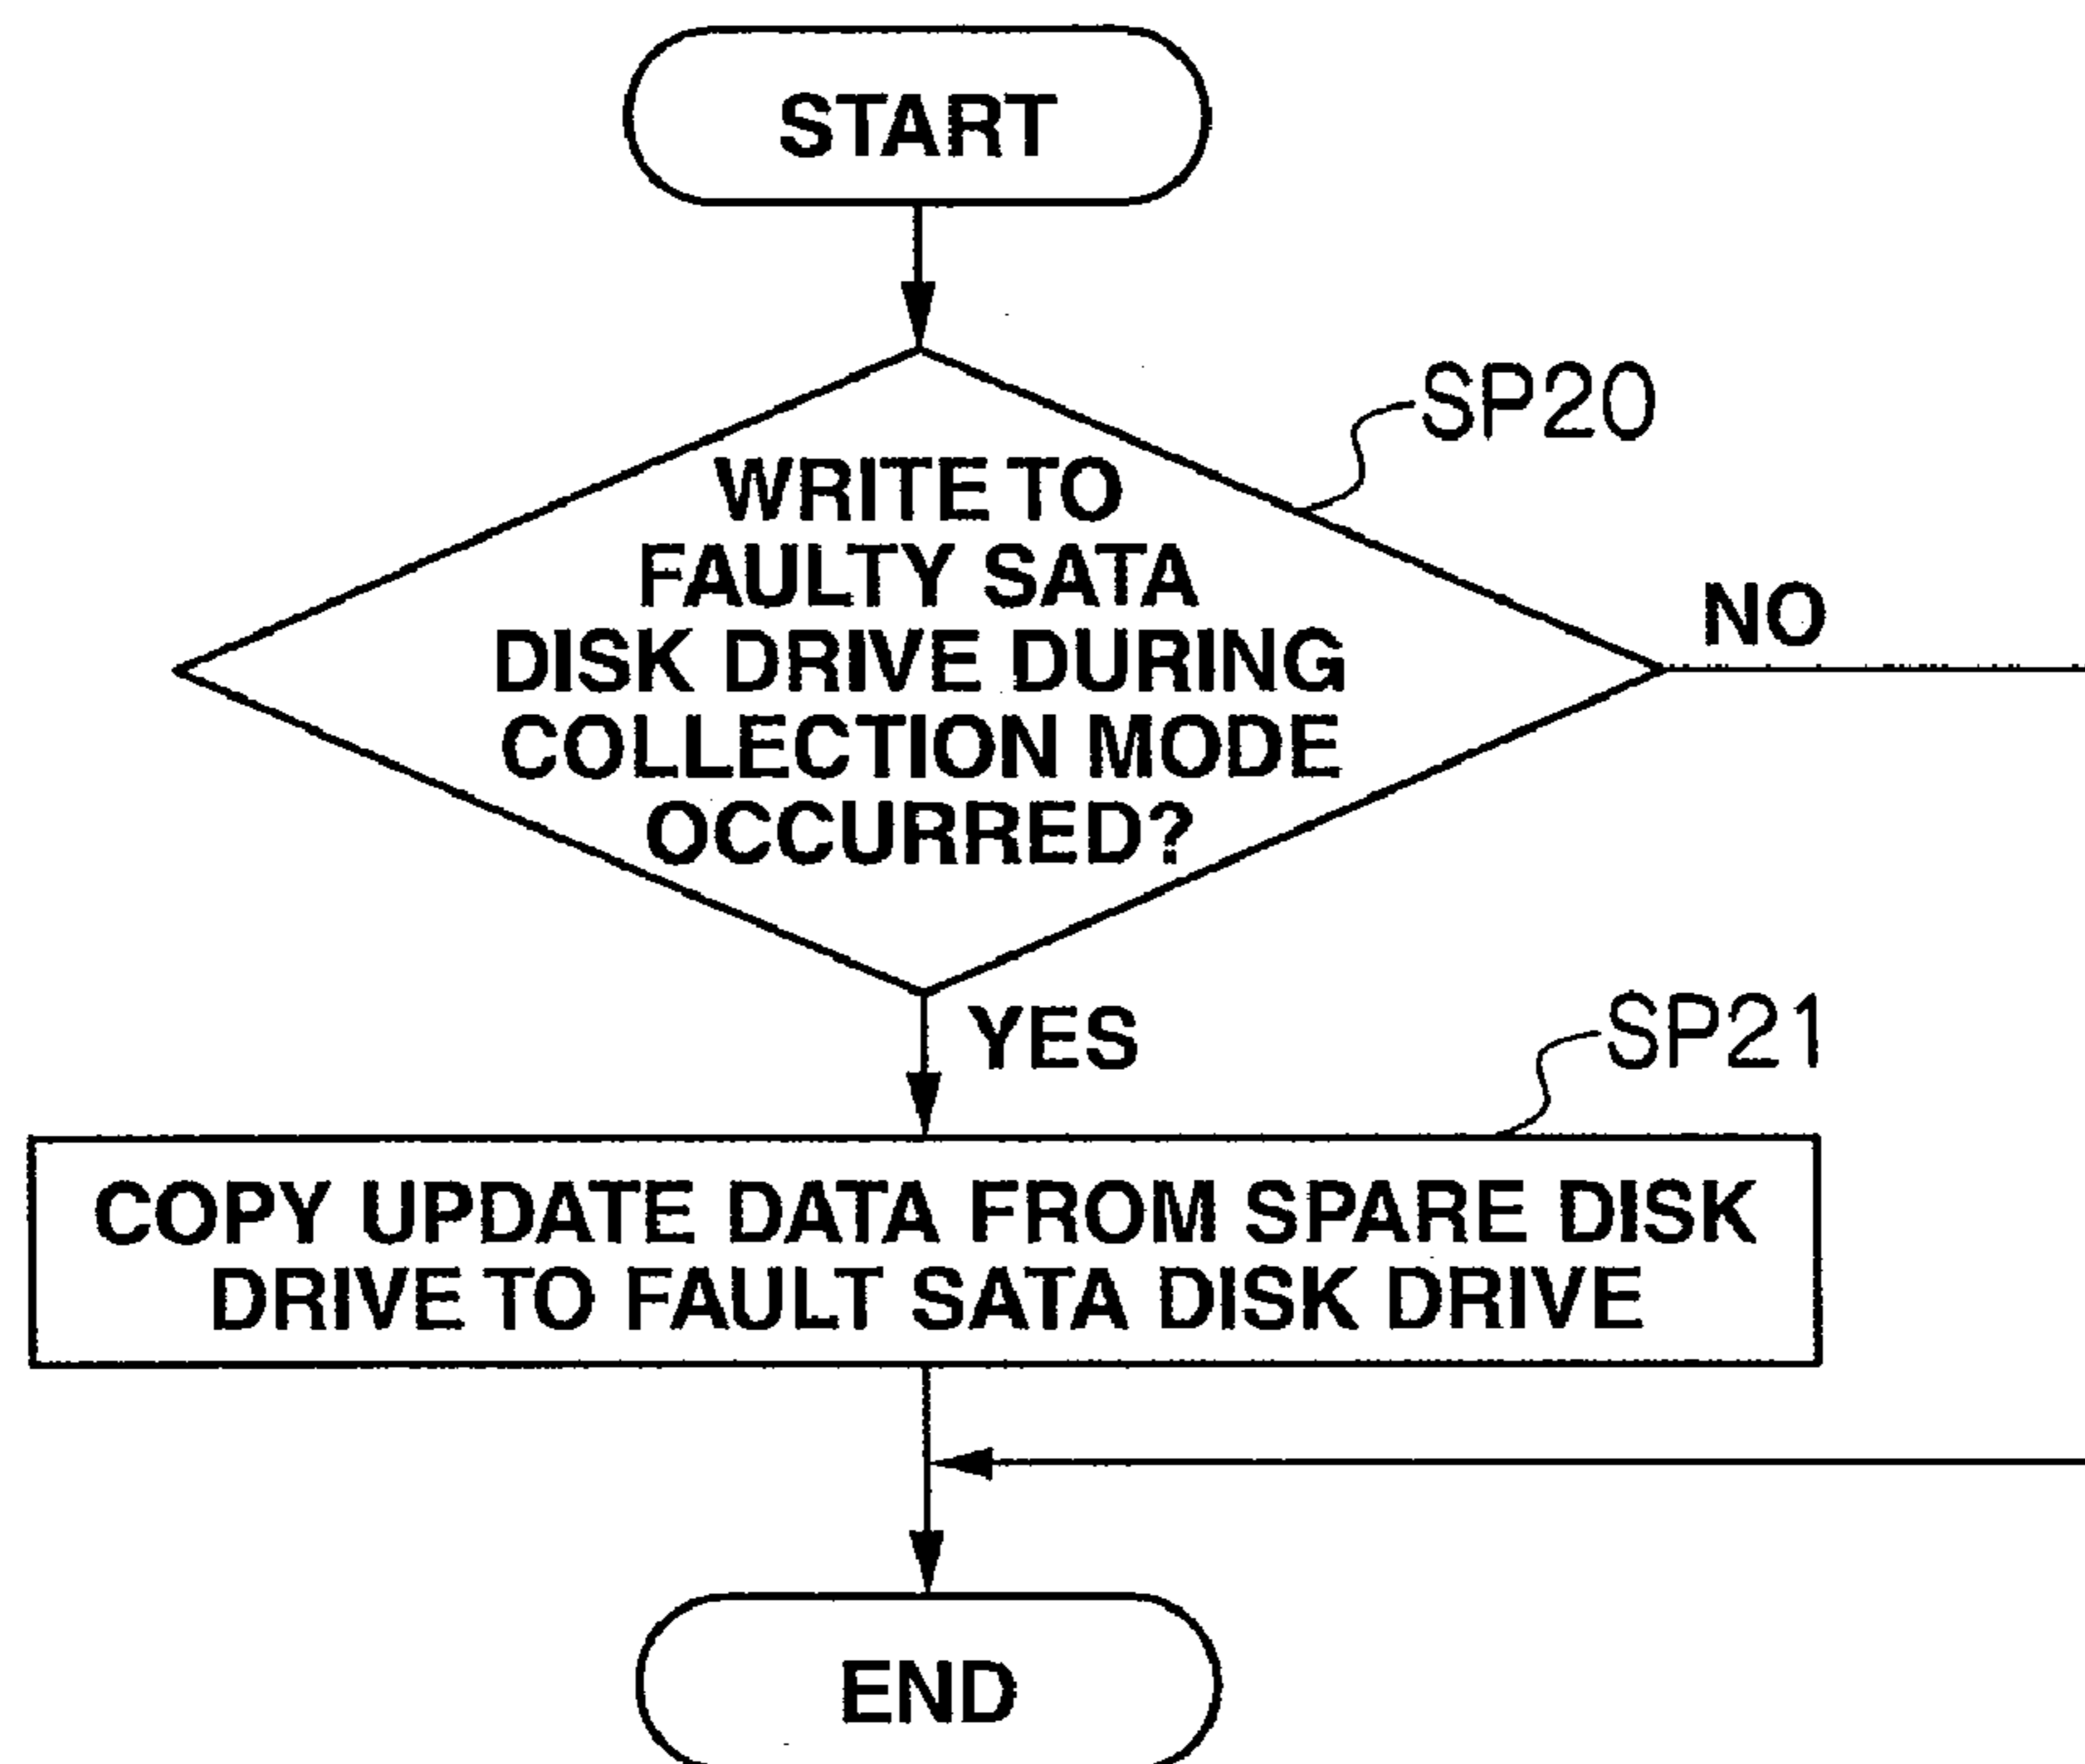 START
SP20
WRITE TO
FAULTY SATA
DISK DRIVE DURING
COLLECTION MODE
OCCURRED?
NO
YES
SP21
COPY UPDATE DATA FROM SPARE DISK
DRIVE TO FAULT SATA DISK DRIVE
END